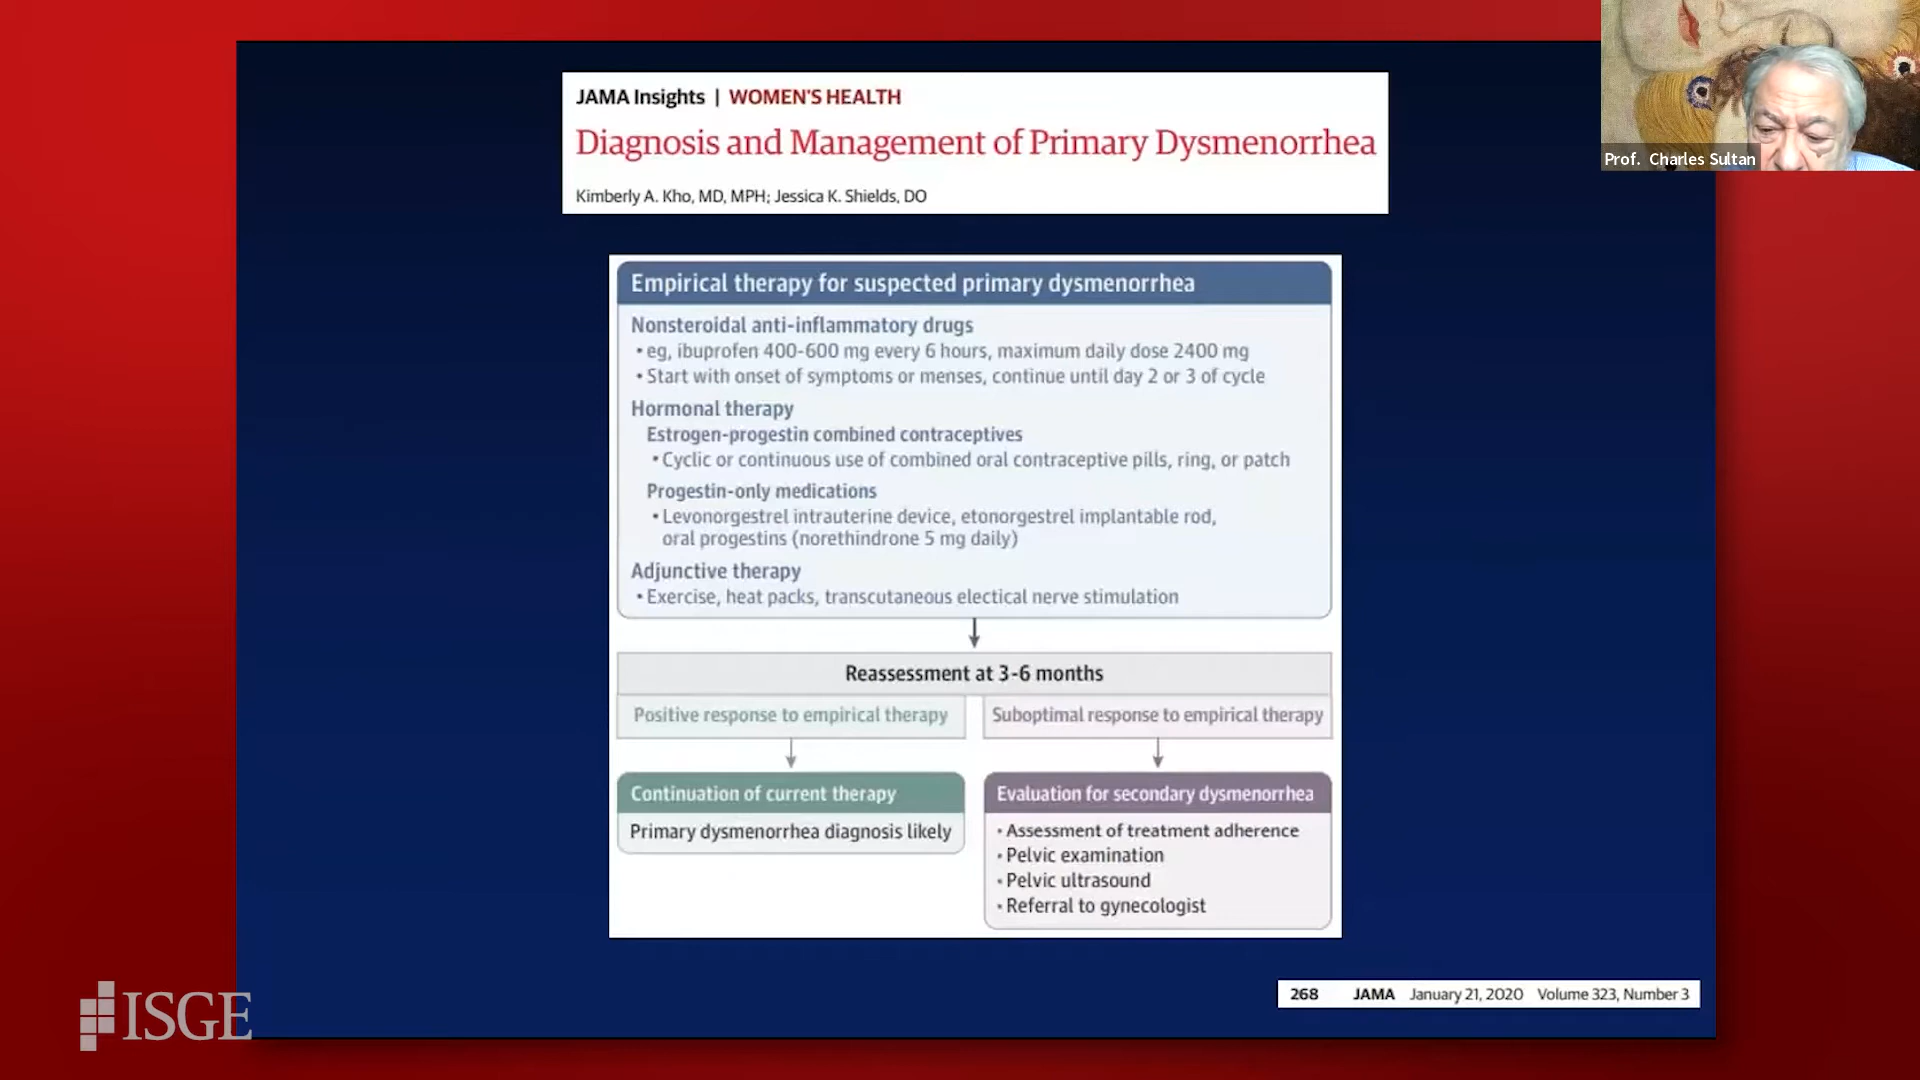 JAMA Insights | WOMEN'S HEALTH
Diagnosis and Management of Primary Dysmenorrhea
Kimberly A. Kho, MD, MPH; Jessica K. Shields, DO
Prof. Charles Sultan
Empirical therapy for suspected primary dysmenorrhea
Nonsteroidal anti-inflammatory drugs
• eg, ibuprofen 400-600 mg every 6 hours, maximum daily dose 2400 mg
• Start with onset of symptoms or menses, continue until day 2 or 3 of cycle
Hormonal therapy
Estrogen-progestin combined contraceptives
• Cyclic or continuous use of combined oral contraceptive pills, ring, or patch
Progestin-only medications
• Levonorgestrel intrauterine device, etonorgestrel implantable rod,
oral progestins (norethindrone 5 mg daily)
Adjunctive therapy
• Exercise, heat packs, transcutaneous electical nerve stimulation
Reassessment at 3-6 months
Positive response to empirical therapy
Suboptimal response to empirical therapy
Continuation of current therapy
Primary dysmenorrhea diagnosis likely
Evaluation for secondary dysmenorrhea
• Assessment of treatment adherence
• Pelvic examination
• Pelvic ultrasound
• Referral to gynecologist
268 JAMA January 21, 2020 Volume 323, Number 3
ISGE